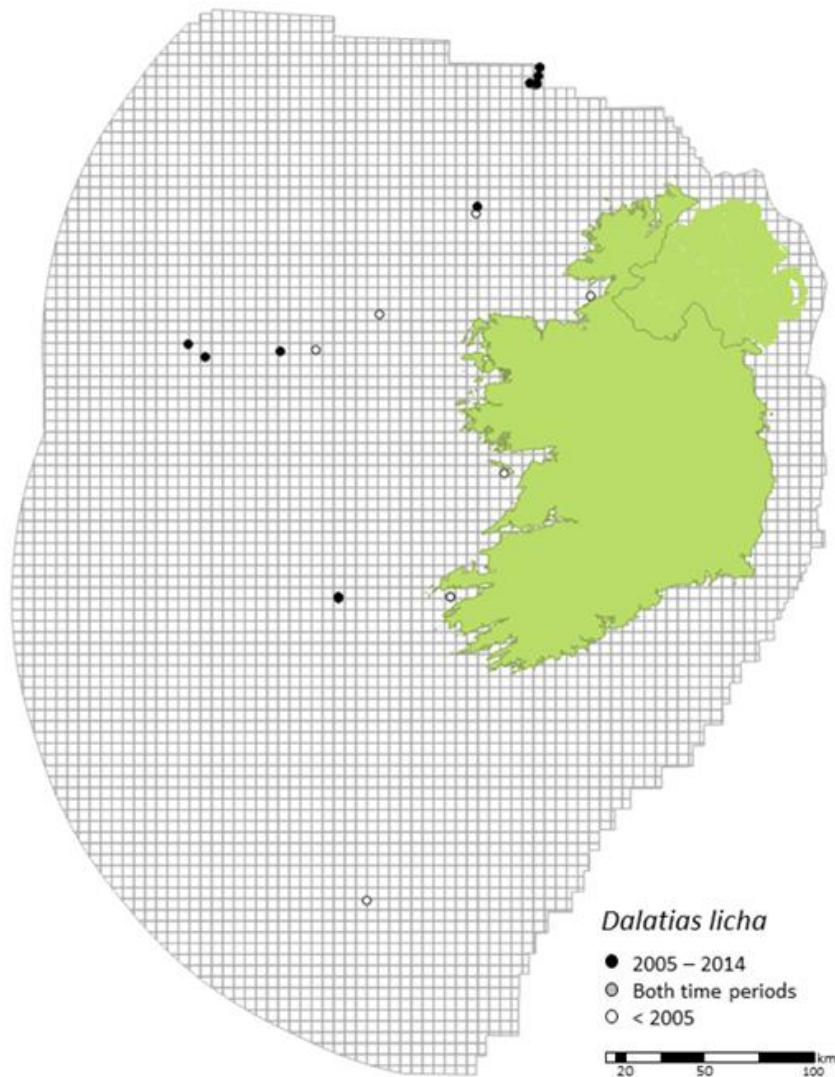 Dalatias licha
2005 – 2014
Both time periods
< 2005
km
20 50 100